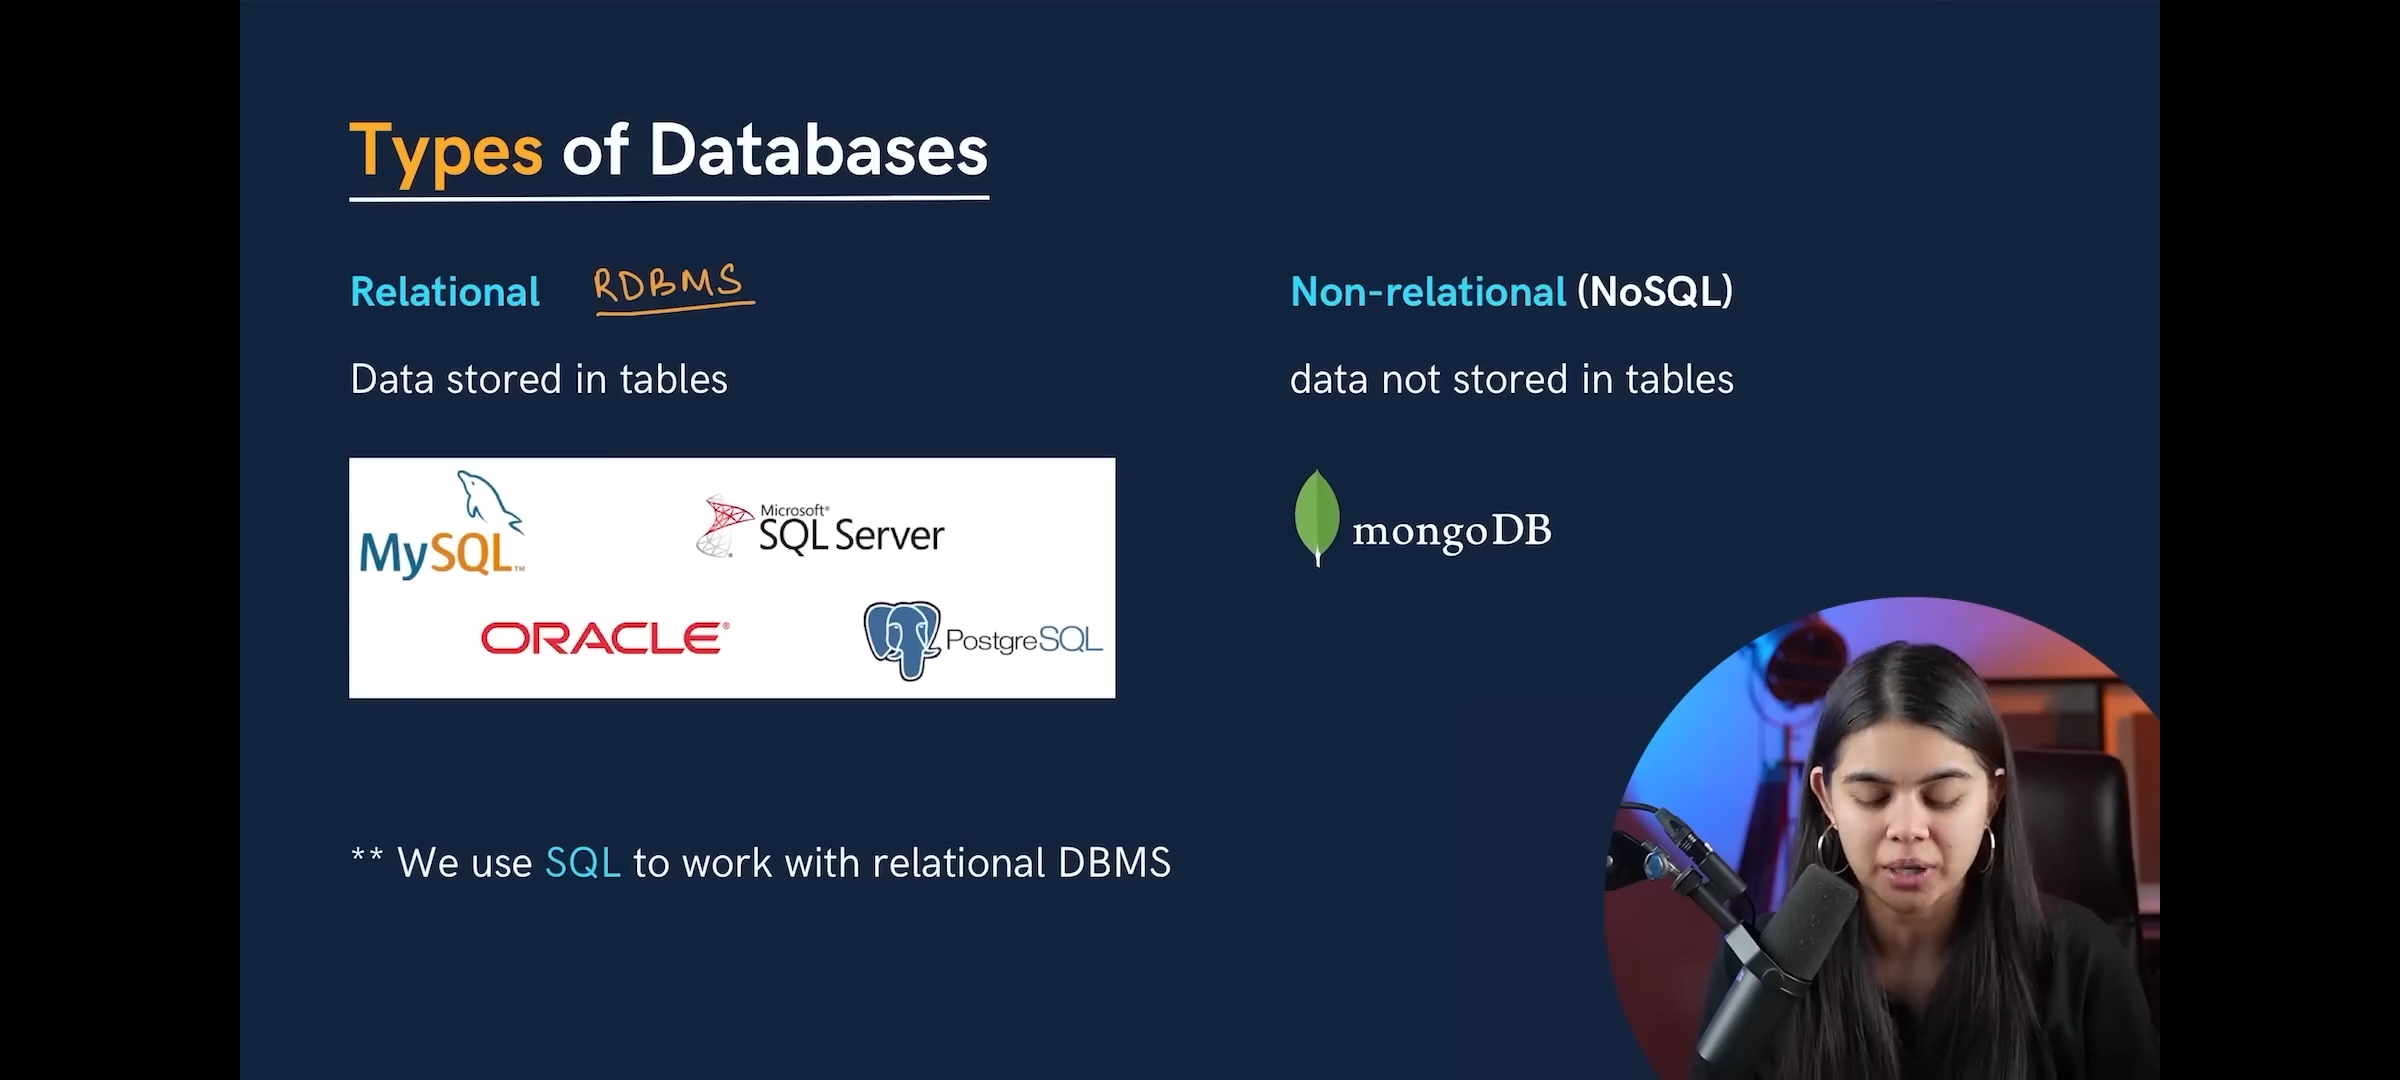 Types of Databases
Relational RDBMS
Data stored in tables
MySQL™
Microsoft®
SQL Server
ORACLE®
PostgreSQL
Non-relational (NoSQL)
data not stored in tables
mongoDB
** We use SQL to work with relational DBMS